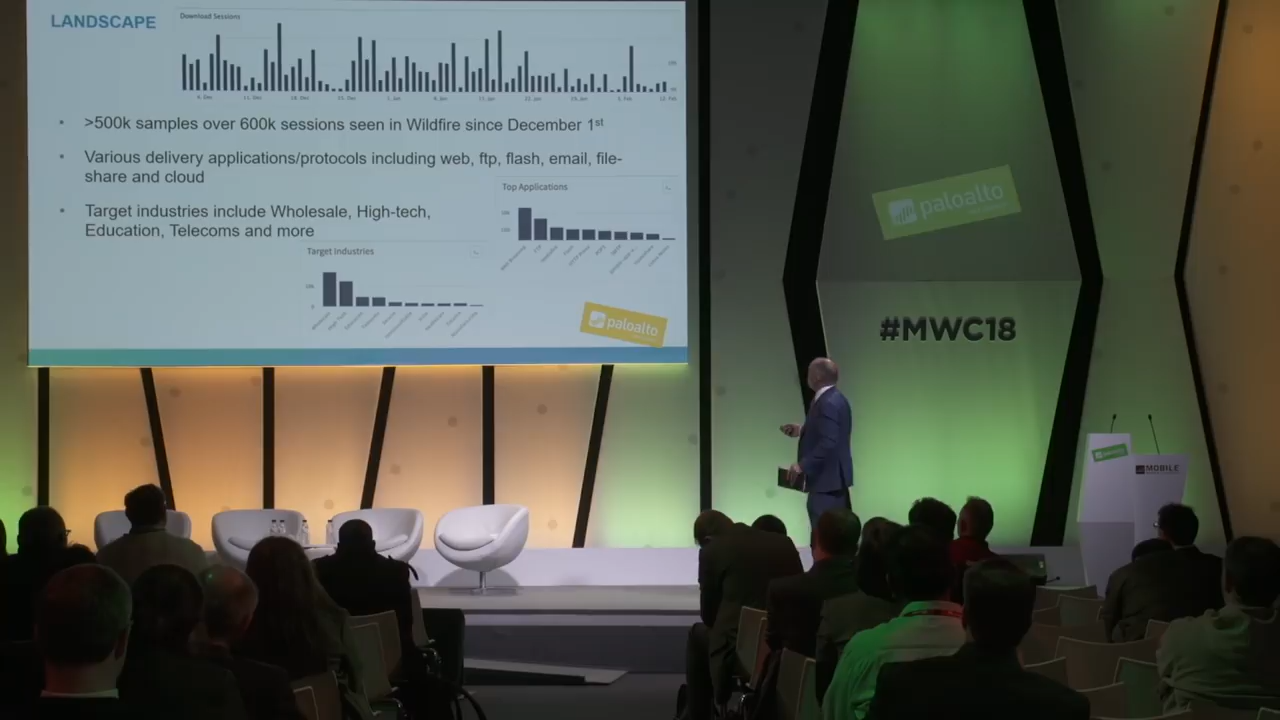 LANDSCAPE
Download Sessions
>500k samples over 600k sessions seen in Wildfire since December 1st
Various delivery applications/protocols including web, ftp, flash, email, file-
share and cloud
Target industries include Wholesale, High-tech,
Education, Telecoms and more
Top Applications
Target Industries
paloalto
paloalto
#MWC18
MOBILE